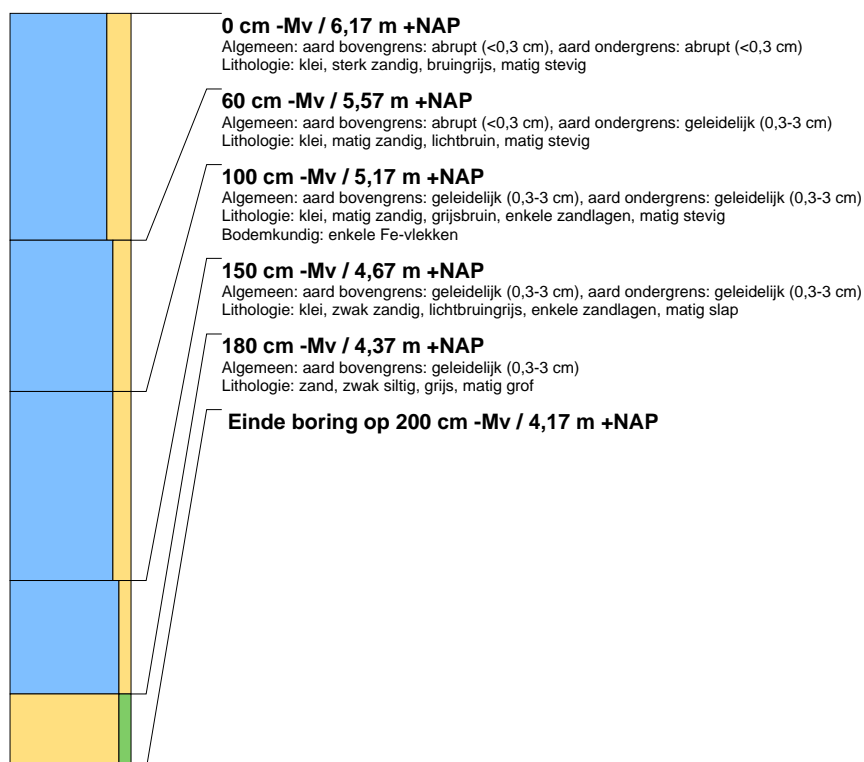 0 cm -Mv / 6,17 m +NAP
Algemeen: aard bovengrens: abrupt (<0,3 cm), aard ondergrens: abrupt (<0,3 cm)
Lithologie: klei, sterk zandig, bruingrijs, matig stevig
60 cm -Mv / 5,57 m +NAP
Algemeen: aard bovengrens: abrupt (<0,3 cm), aard ondergrens: geleidelijk (0,3-3 cm)
Lithologie: klei, matig zandig, lichtbruin, matig stevig
100 cm -Mv / 5,17 m +NAP
Algemeen: aard bovengrens: geleidelijk (0,3-3 cm), aard ondergrens: geleidelijk (0,3-3 cm)
Lithologie: klei, matig zandig, grijsbruin, enkele zandlagen, matig stevig
Bodemkundig: enkele Fe-vlekken
150 cm -Mv / 4,67 m +NAP
Algemeen: aard bovengrens: geleidelijk (0,3-3 cm), aard ondergrens: geleidelijk (0,3-3 cm)
Lithologie: klei, zwak zandig, lichtbruingrijs, enkele zandlagen, matig slap
180 cm -Mv / 4,37 m +NAP
Algemeen: aard bovengrens: geleidelijk (0,3-3 cm)
Lithologie: zand, zwak siltig, grijs, matig grof
Einde boring op 200 cm -Mv / 4,17 m +NAP